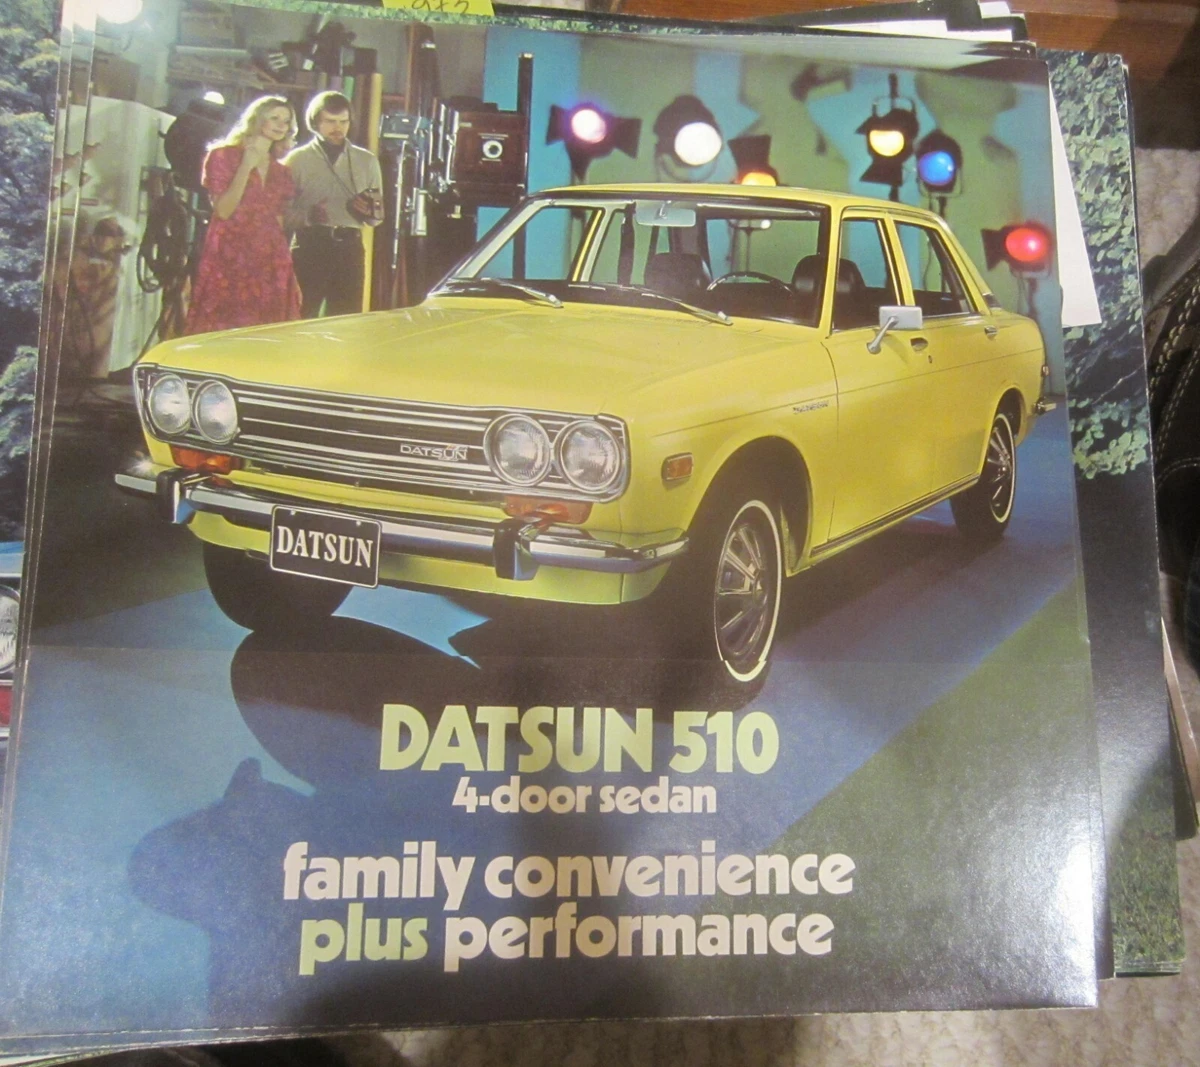 DATSUN
DATSUN
DATSUN 510
4-door sedan
family convenience
plus performance